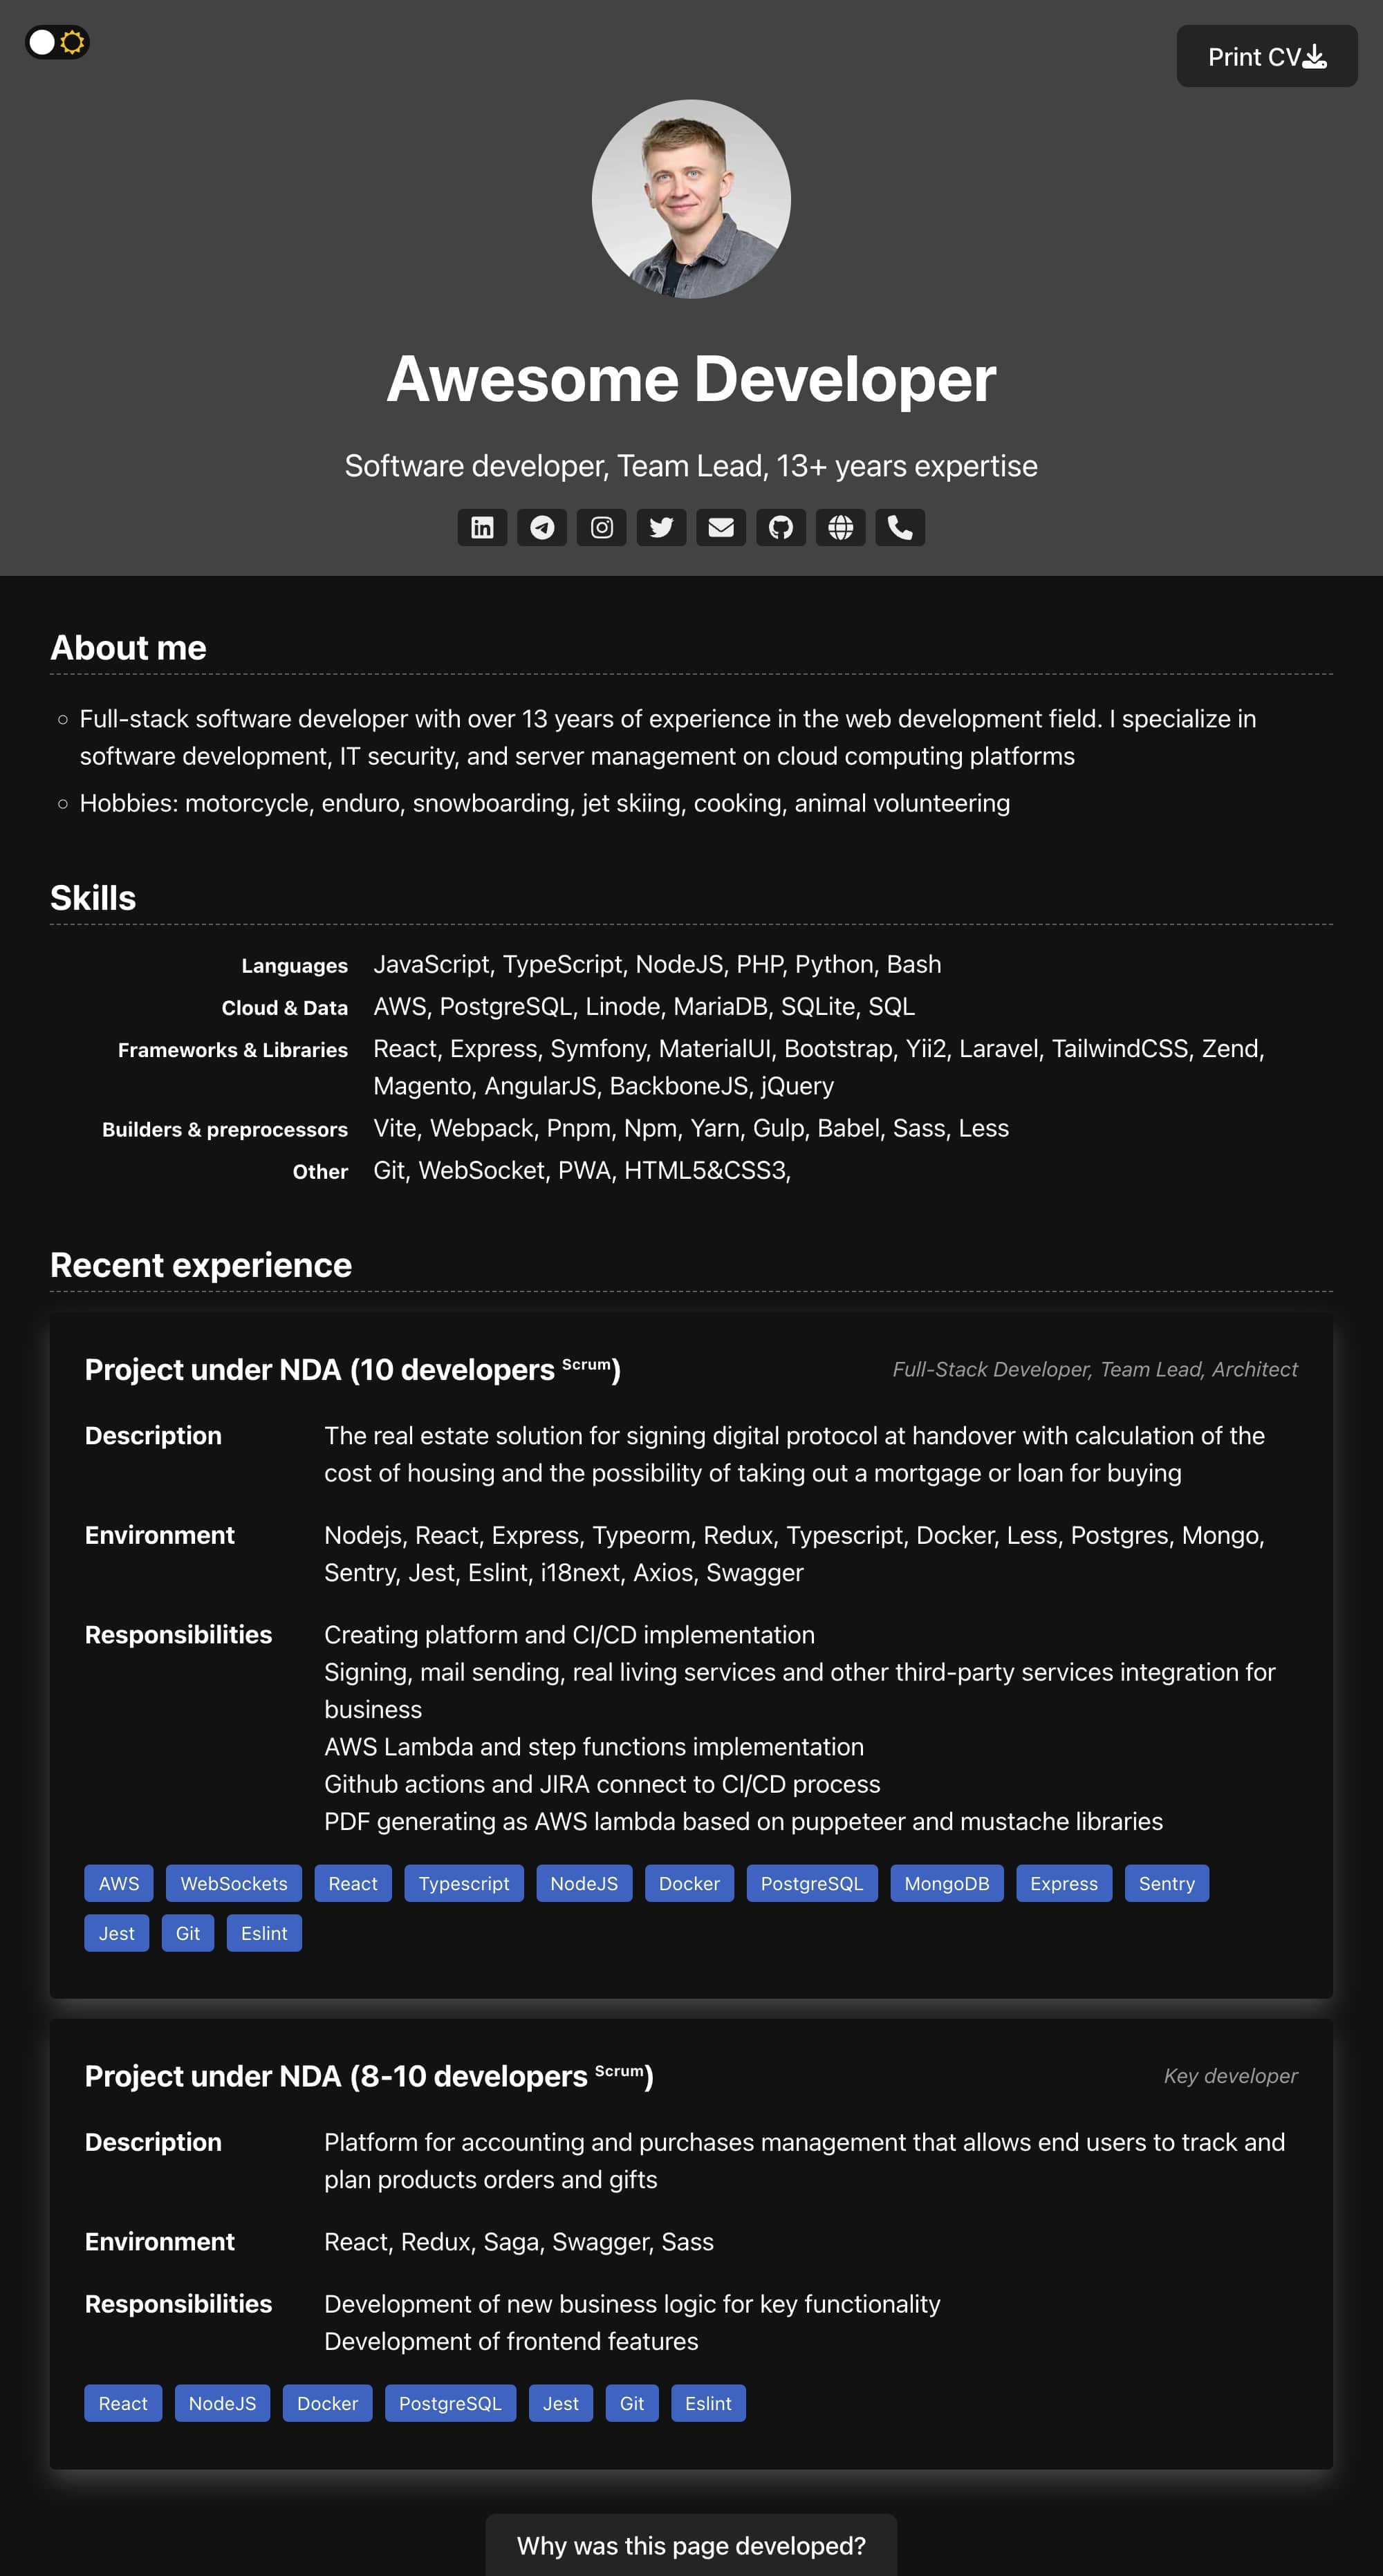 Print CV
Awesome Developer
Software developer, Team Lead, 13+ years expertise
About me
Full-stack software developer with over 13 years of experience in the web development field. I specialize in
software development, IT security, and server management on cloud computing platforms
Hobbies: motorcycle, enduro, snowboarding, jet skiing, cooking, animal volunteering
Skills
Languages JavaScript, TypeScript, NodeJS, PHP, Python, Bash
Cloud & Data AWS, PostgreSQL, Linode, MariaDB, SQLite, SQL
Frameworks & Libraries React, Express, Symfony, MaterialUI, Bootstrap, Yii2, Laravel, TailwindCSS, Zend,
Magento, AngularJS, BackboneJS, jQuery
Builders & preprocessors Vite, Webpack, Pnpm, Npm, Yarn, Gulp, Babel, Sass, Less
Other Git, WebSocket, PWA, HTML5&CSS3,
Recent experience
Project under NDA (10 developers Scrum) Full-Stack Developer, Team Lead, Architect
Description The real estate solution for signing digital protocol at handover with calculation of the
cost of housing and the possibility of taking out a mortgage or loan for buying
Environment Nodejs, React, Express, Typeorm, Redux, Typescript, Docker, Less, Postgres, Mongo,
Sentry, Jest, Eslint, i18next, Axios, Swagger
Responsibilities Creating platform and CI/CD implementation
Signing, mail sending, real living services and other third-party services integration for
business
AWS Lambda and step functions implementation
Github actions and JIRA connect to CI/CD process
PDF generating as AWS lambda based on puppeteer and mustache libraries
AWS WebSockets React Typescript NodeJS Docker PostgreSQL MongoDB Express Sentry
Jest Git Eslint
Project under NDA (8-10 developers Scrum) Key developer
Description Platform for accounting and purchases management that allows end users to track and
plan products orders and gifts
Environment React, Redux, Saga, Swagger, Sass
Responsibilities Development of new business logic for key functionality
Development of frontend features
React NodeJS Docker PostgreSQL Jest Git Eslint
Why was this page developed?